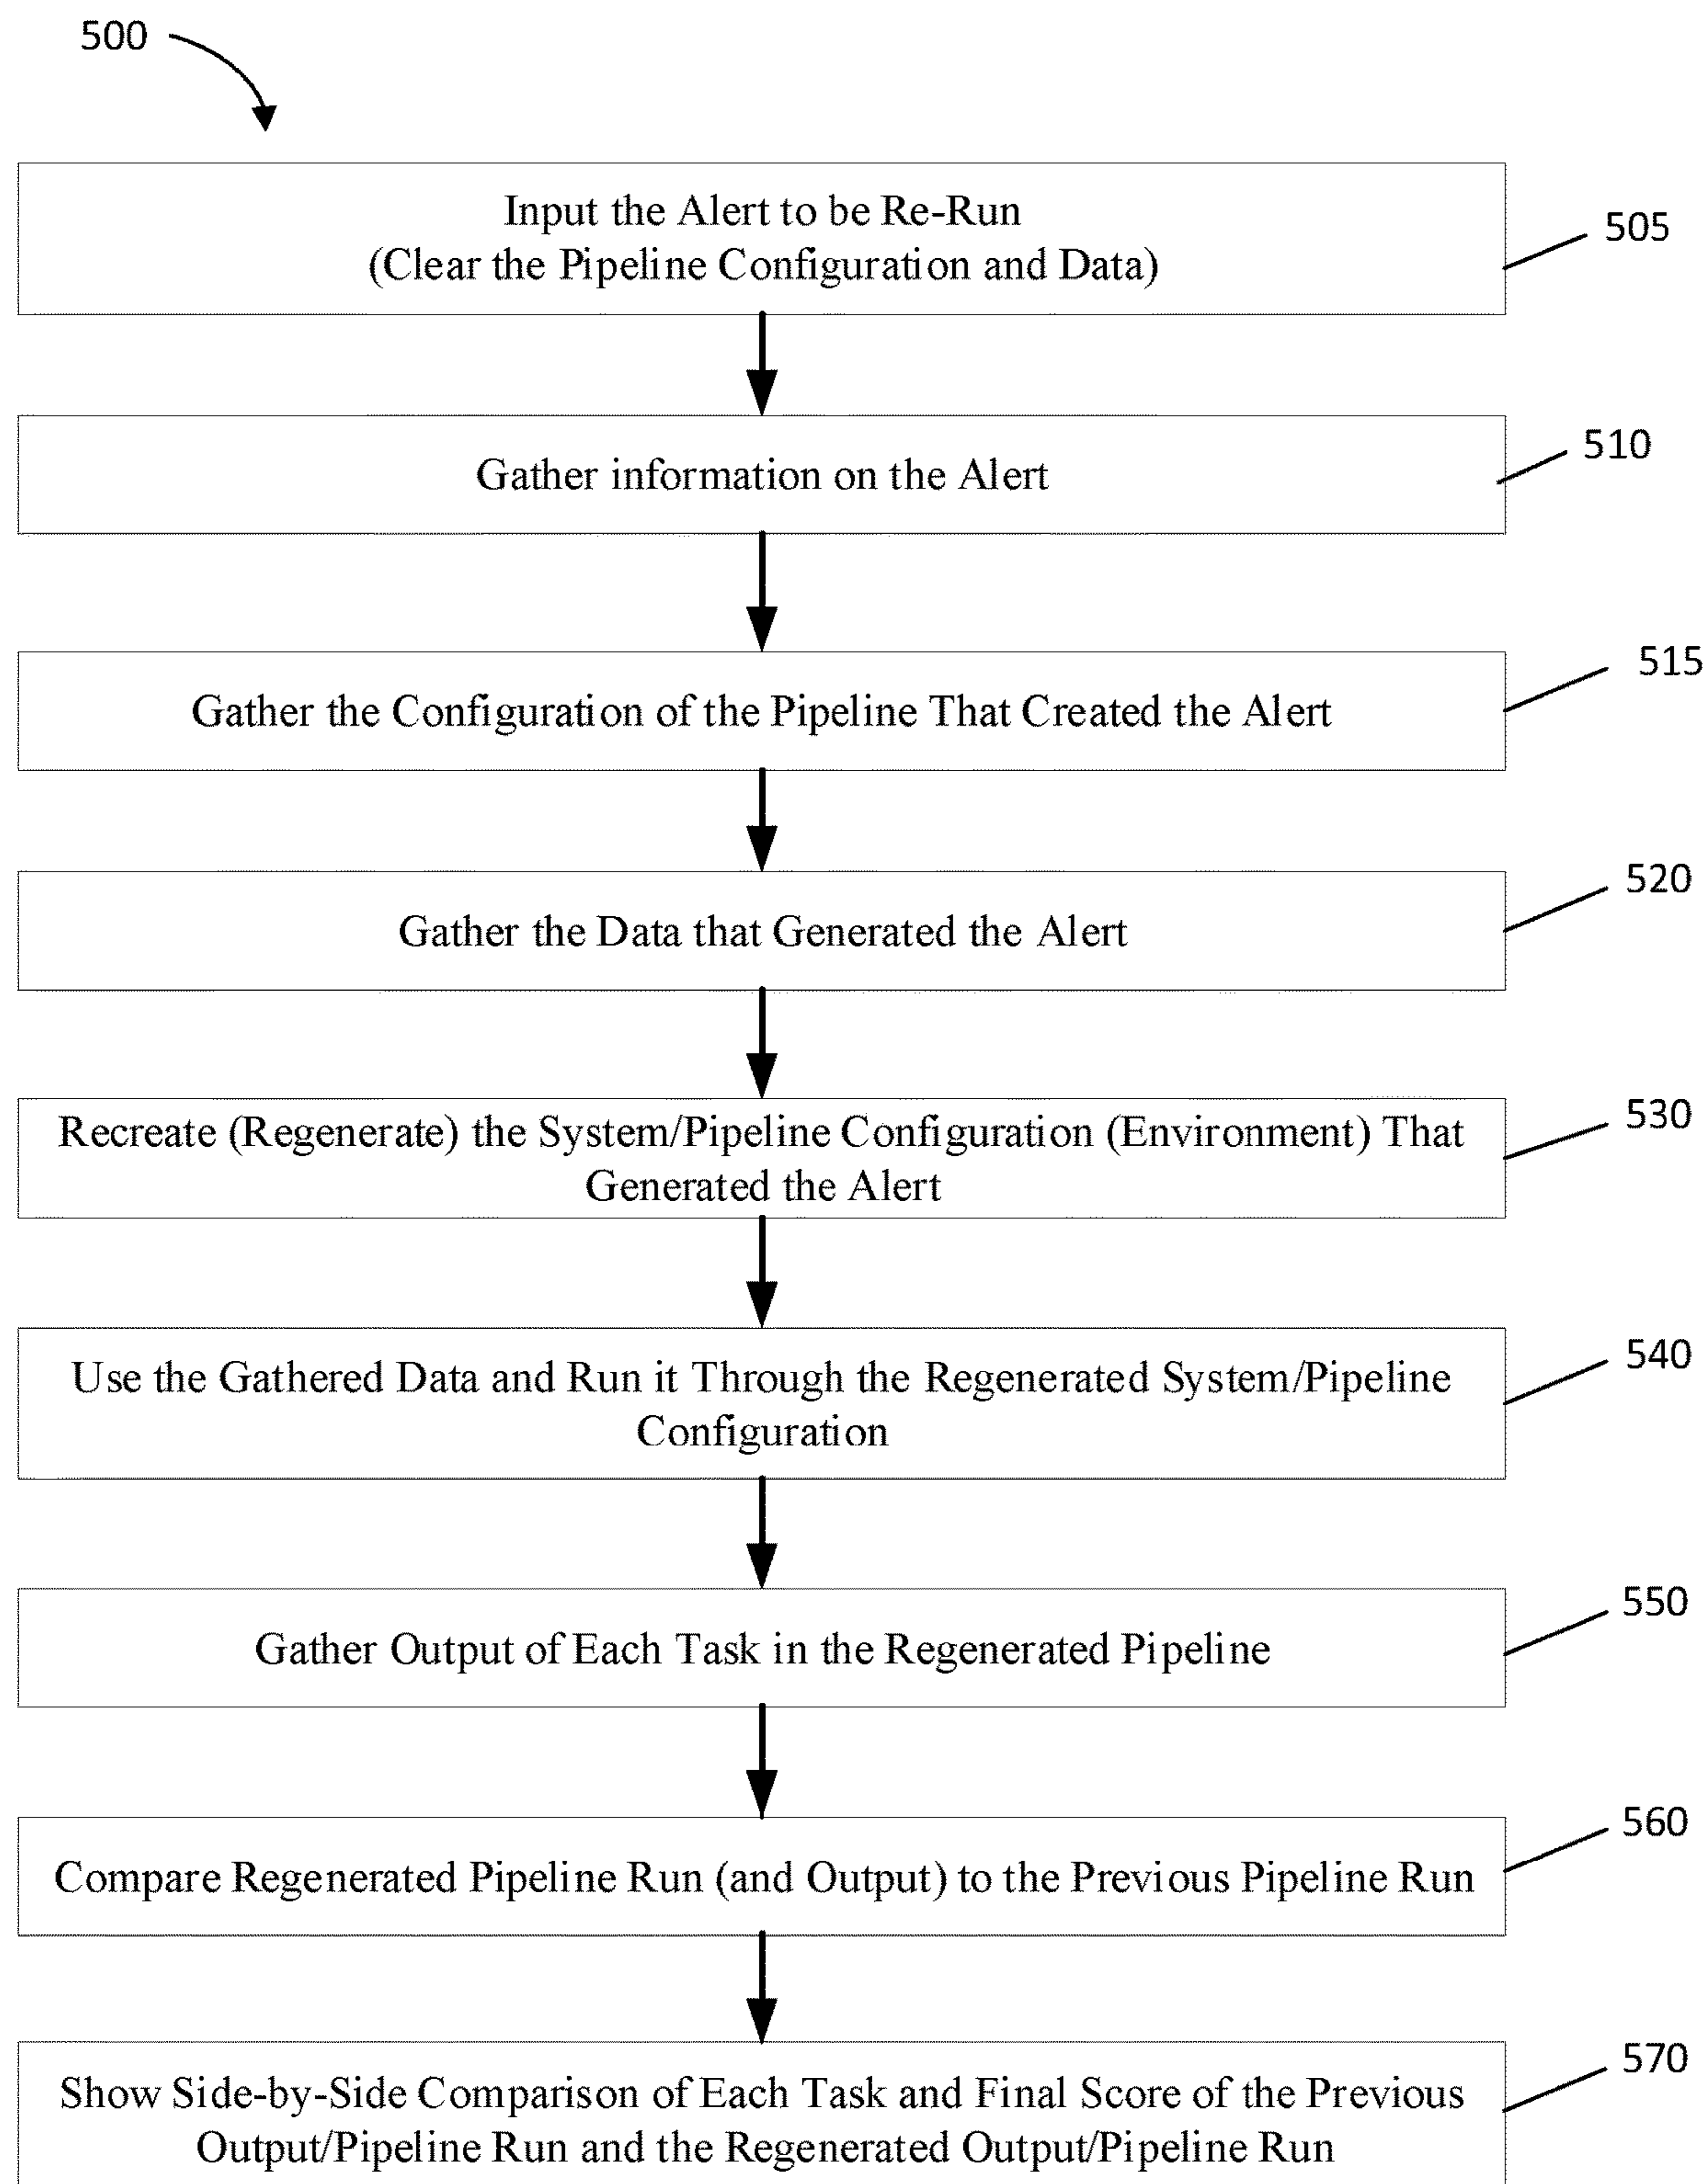 500
Input the Alert to be Re-Run
(Clear the Pipeline Configuration and Data)
505
Gather information on the Alert
510
Gather the Configuration of the Pipeline That Created the Alert
515
Gather the Data that Generated the Alert
520
Recreate (Regenerate) the System/Pipeline Configuration (Environment) That
Generated the Alert
530
Use the Gathered Data and Run it Through the Regenerated System/Pipeline
Configuration
540
Gather Output of Each Task in the Regenerated Pipeline
550
Compare Regenerated Pipeline Run (and Output) to the Previous Pipeline Run
560
Show Side-by-Side Comparison of Each Task and Final Score of the Previous
Output/Pipeline Run and the Regenerated Output/Pipeline Run
570